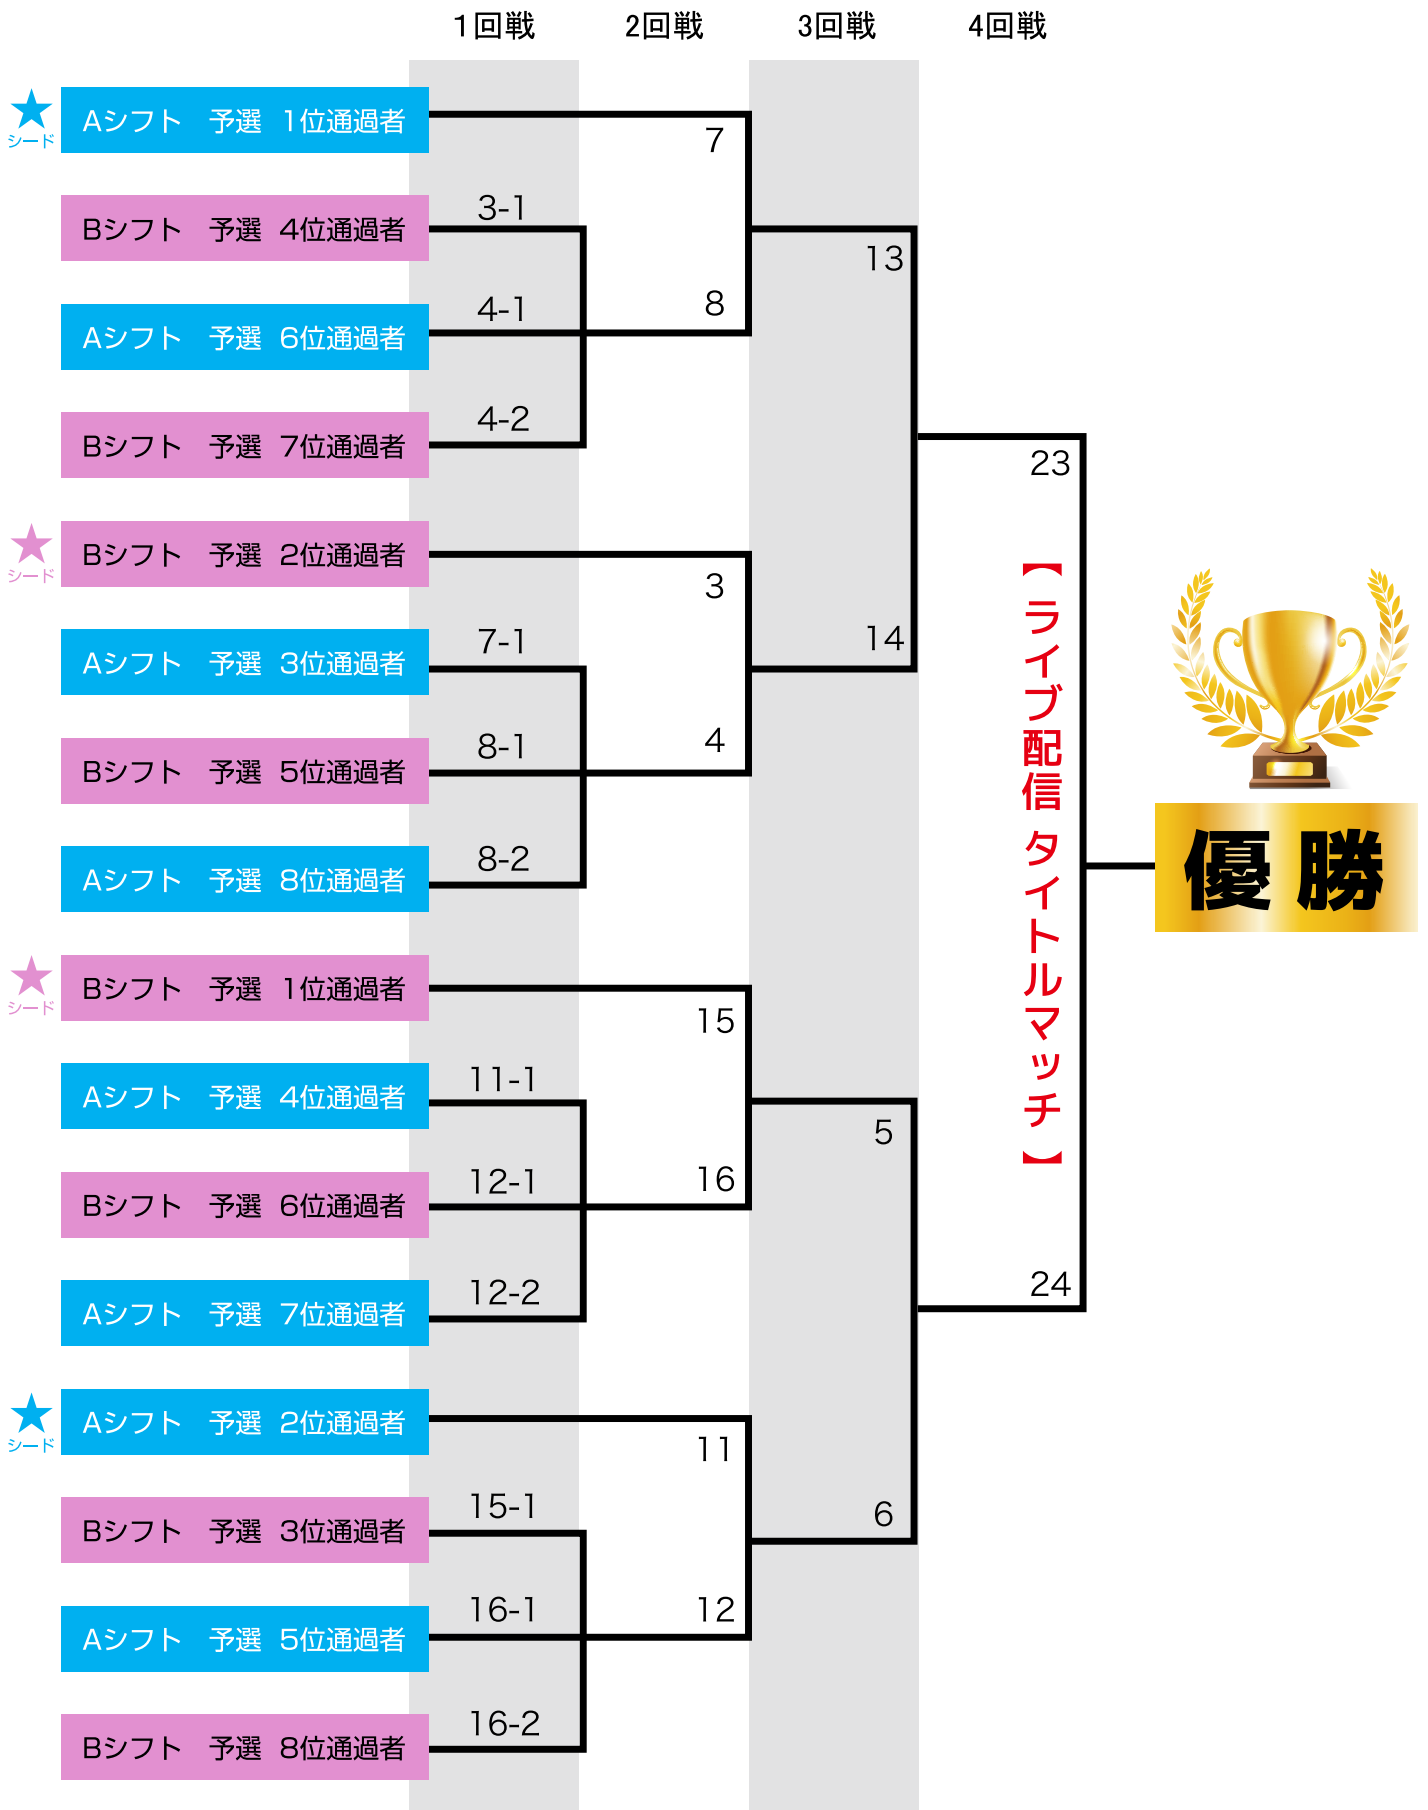 1回戦 2回戦 3回戦 4回戦
シード
Aシフト　予選 1位通過者
7
Bシフト　予選 4位通過者
3-1
13
Aシフト　予選 6位通過者
4-1
8
Bシフト　予選 7位通過者
4-2
23
シード
Bシフト　予選 2位通過者
3
Aシフト　予選 3位通過者
7-1
14
Bシフト　予選 5位通過者
8-1
4
Aシフト　予選 8位通過者
8-2
【 ライブ配信 タイトルマッチ 】
優 勝
シード
Bシフト　予選 1位通過者
15
Aシフト　予選 4位通過者
11-1
5
Bシフト　予選 6位通過者
12-1
16
Aシフト　予選 7位通過者
12-2
24
シード
Aシフト　予選 2位通過者
11
Bシフト　予選 3位通過者
15-1
6
Aシフト　予選 5位通過者
16-1
12
Bシフト　予選 8位通過者
16-2